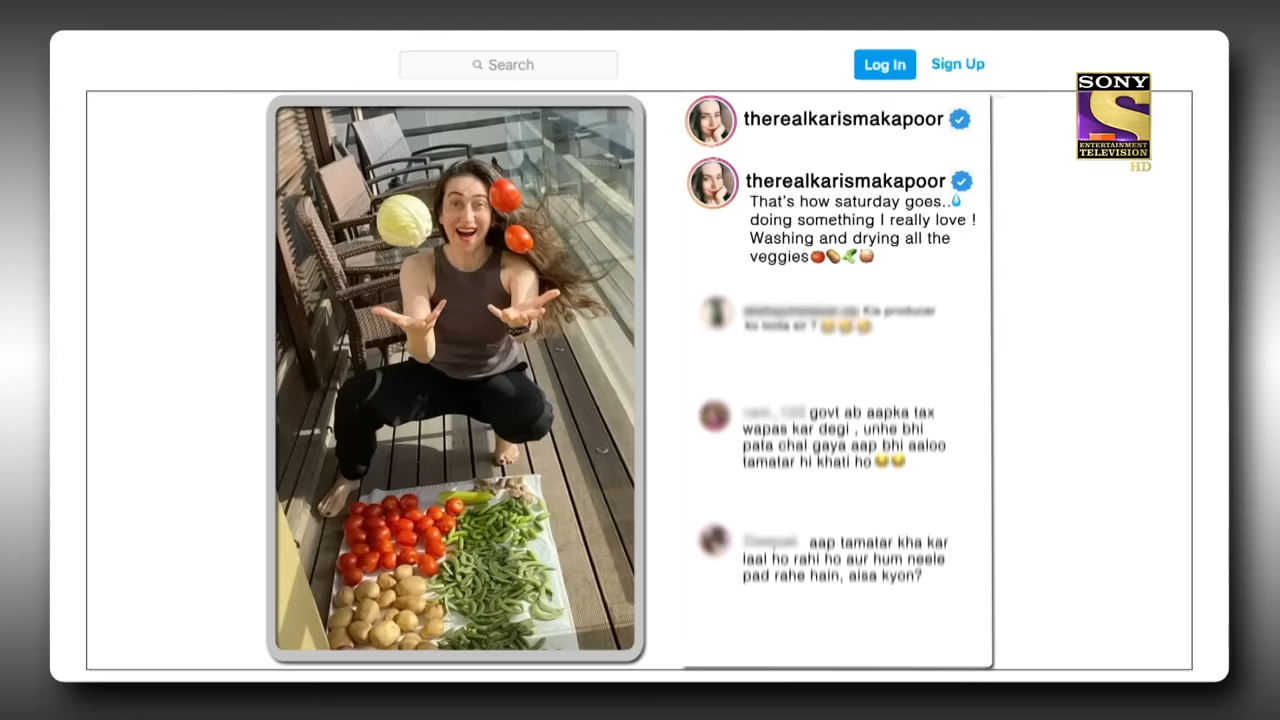 Search
Log In
Sign Up
SONY
ENTERTAINMENT
TELEVISION
HD
therealkarismakapoor
therealkarismakapoor
That's how saturday goes..💧
doing something I really love !
Washing and drying all the
veggies🍅🥔🌿🧅
Kis producer
ko
govt ab aapka tax
wapas kar degi , unhe bhi
pata chal gaya aap bhi aaloo
tamatar hi khati ho😂😂
aap tamatar kha kar
laal ho rahi ho aur hum neele
pad rahe hain, aisa kyon?